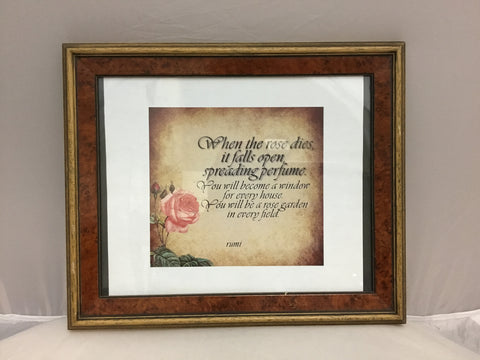 When the rose dies,
it falls open,
spreading perfume.
You will become a window
for every house.
You will be a rose garden
in every field
rumi